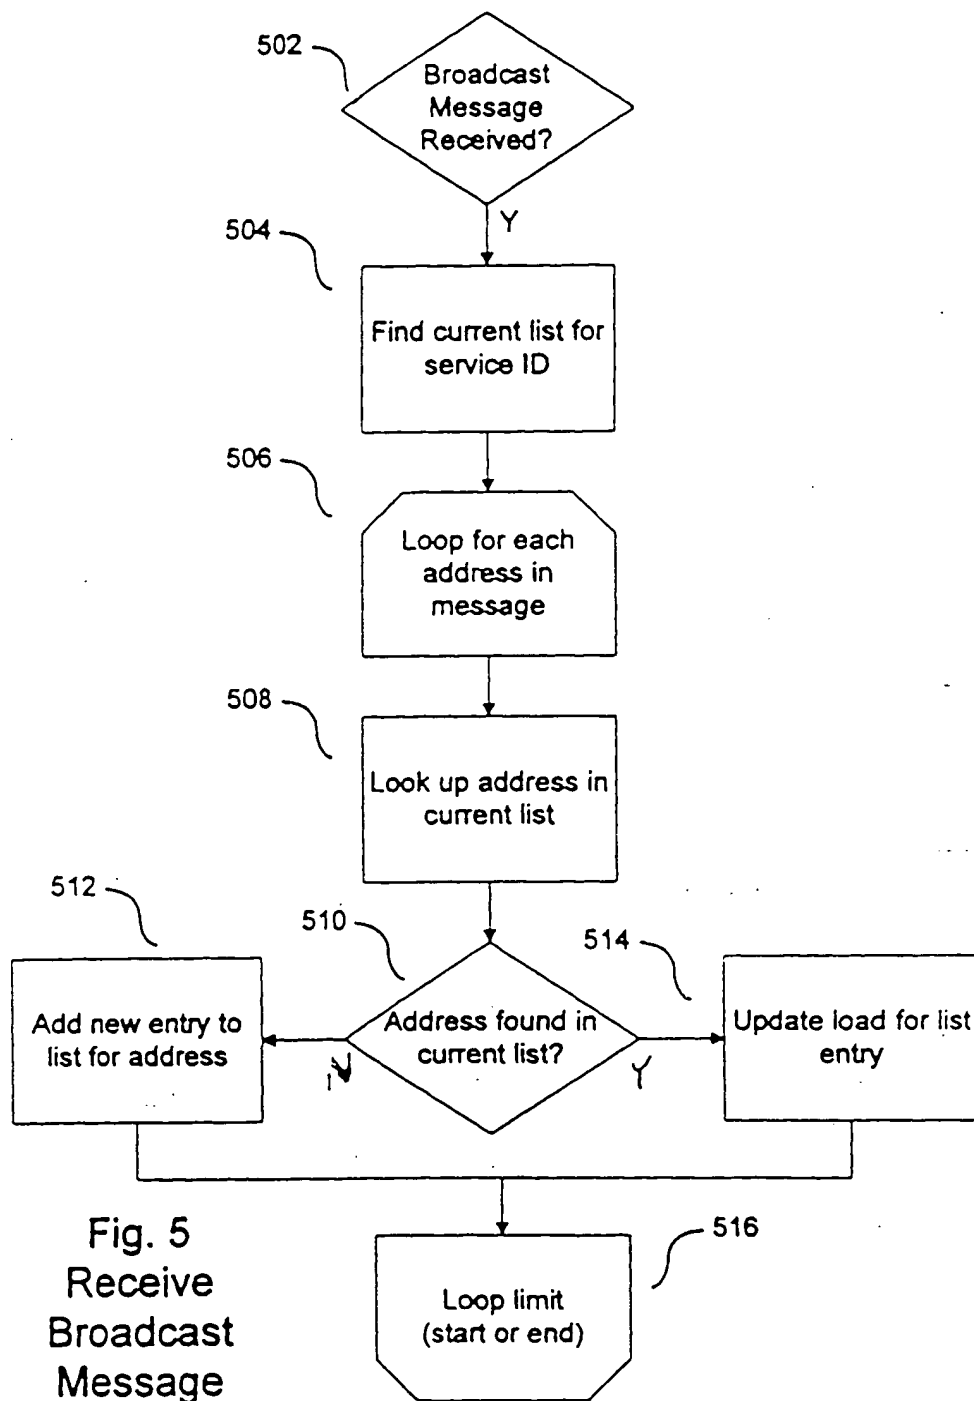 502
Broadcast
Message
Received?
Y
504
Find current list for
service ID
506
Loop for each
address in
message
508
Look up address in
current list
512
510
514
Add new entry to
list for address
Address found in
current list?
Update load for list
entry
N
Y
516
Loop limit
(start or end)
Fig. 5
Receive
Broadcast
Message